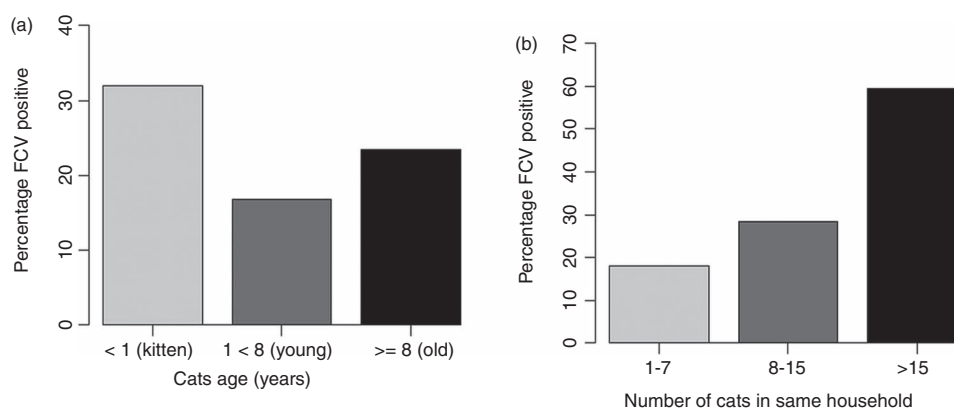 (a)
Percentage FCV positive
40
30
20
10
0
< 1 (kitten)
1 < 8 (young)
>= 8 (old)
Cats age (years)
(b)
Percentage FCV positive
70
60
50
40
30
20
10
0
1-7
8-15
>15
Number of cats in same household